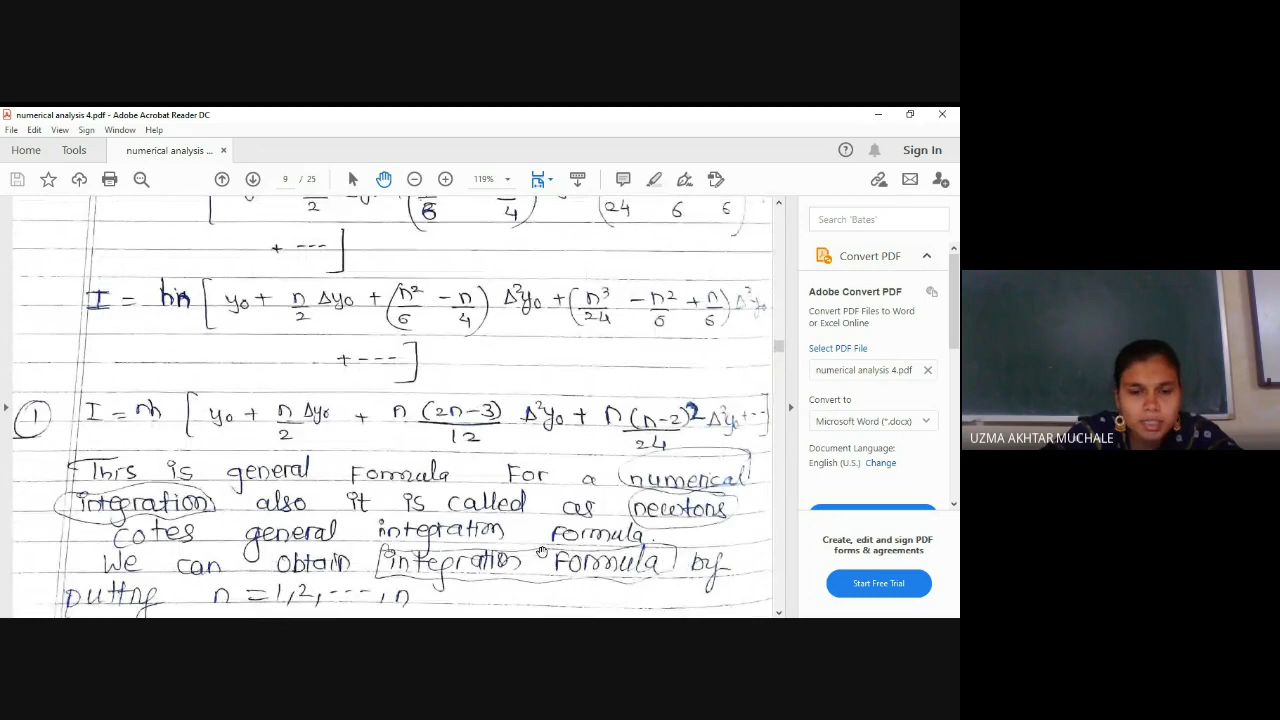 numerical analysis 4.pdf - Adobe Acrobat Reader DC
File Edit View Sign Window Help
Home Tools numerical analysis ... × Sign In
9 / 25 119%
2 6 4 24 6 6
+ ---]
I = hn [ y₀ + n/2 Δy₀ + (n²/6 - n/4) Δ²y₀ + (n³/24 - n²/6 + n/6) Δ³y₀
+ ---]
① I = nh [ y₀ + n/2 Δy₀ + n(2n-3)/12 Δ²y₀ + n(n-2)²/24 Δ³y₀ + --]
This is general Formula For a numerical
integration also it is called as newtons
cotes general integration formula.
We can obtain integration Formula by
putting n = 1,2, ----, n
Search 'Bates'
Convert PDF
Adobe Convert PDF
Convert PDF Files to Word
or Excel Online
Select PDF File
numerical analysis 4.pdf ×
Convert to
Microsoft Word (*.docx)
Document Language:
English (U.S.) Change
Create, edit and sign PDF
forms & agreements
Start Free Trial
UZMA AKHTAR MUCHALE